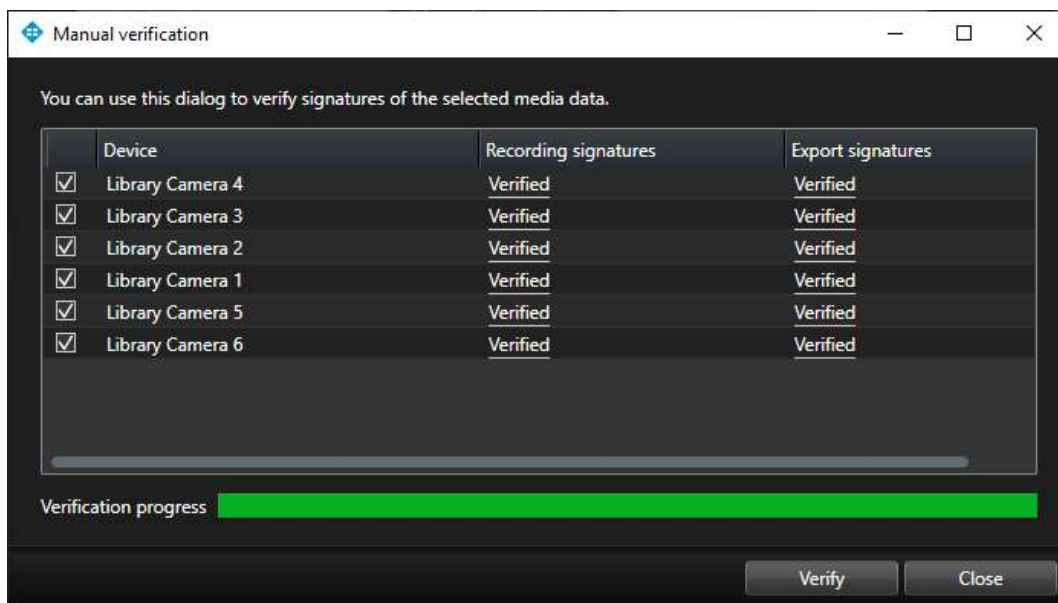 Manual verification
You can use this dialog to verify signatures of the selected media data.
Device Recording signatures Export signatures
Library Camera 4 Verified Verified
Library Camera 3 Verified Verified
Library Camera 2 Verified Verified
Library Camera 1 Verified Verified
Library Camera 5 Verified Verified
Library Camera 6 Verified Verified
Verification progress
Verify Close